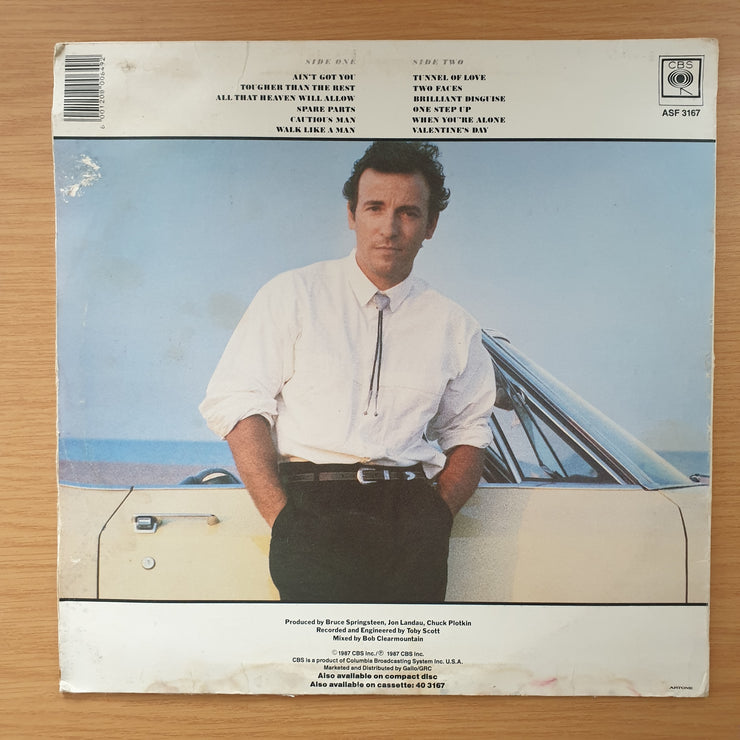 SIDE ONE
AIN'T GOT YOU
TOUGHER THAN THE REST
ALL THAT HEAVEN WILL ALLOW
SPARE PARTS
CAUTIOUS MAN
WALK LIKE A MAN
SIDE TWO
TUNNEL OF LOVE
TWO FACES
BRILLIANT DISGUISE
ONE STEP UP
WHEN YOU'RE ALONE
VALENTINE'S DAY
CBS
ASF 3167
6 001208 006492
Produced by Bruce Springsteen, Jon Landau, Chuck Plotkin
Recorded and Engineered by Toby Scott
Mixed by Bob Clearmountain
© 1987 CBS Inc./℗ 1987 CBS Inc.
CBS is a product of Columbia Broadcasting System Inc. U.S.A.
Marketed and Distributed by Gallo/GRC
Also available on compact disc
Also available on cassette: 40 3167
ARTONE